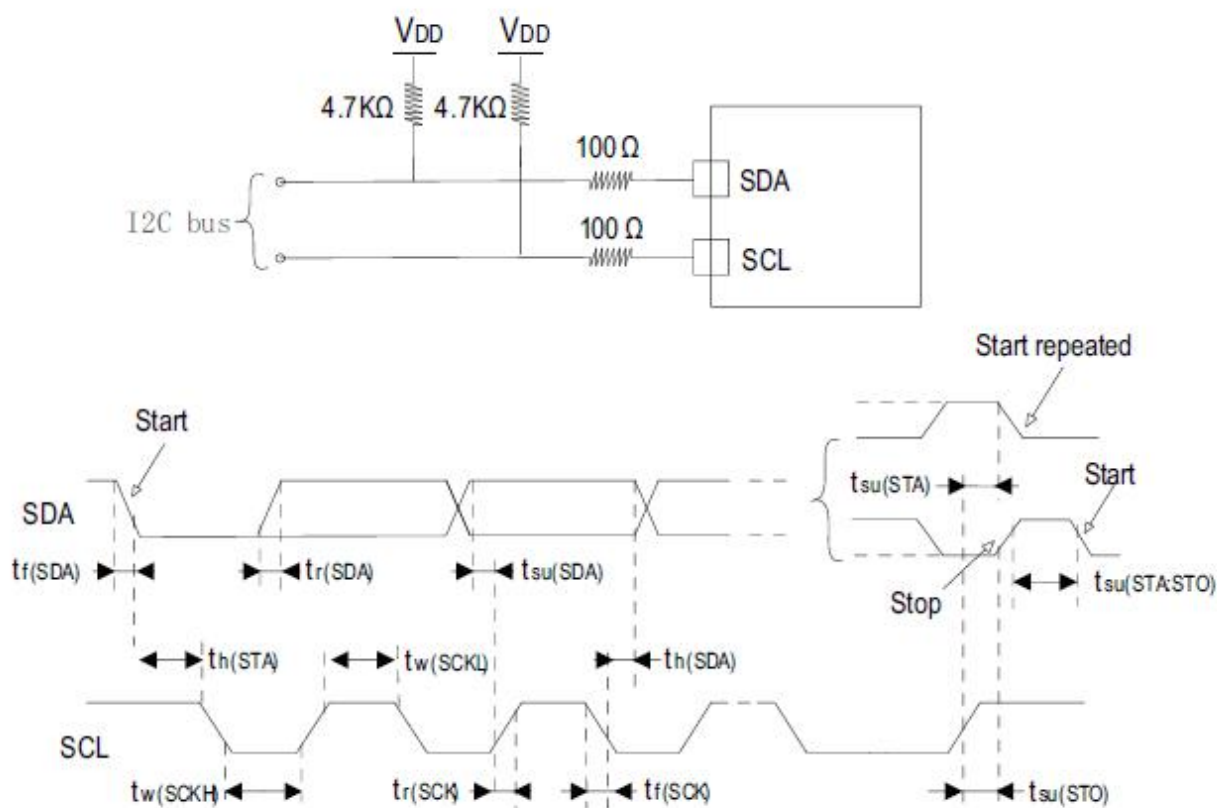 VDD VDD
4.7KΩ 4.7KΩ
100 Ω
SDA
I2C bus
100 Ω
SCL
Start repeated
Start
tsu(STA)
Start
SDA
tf(SDA) tr(SDA) tsu(SDA)
Stop
tsu(STA:STO)
th(STA) tw(SCKL) th(SDA)
SCL
tw(SCKH) tr(SCK) tf(SCK) tsu(STO)